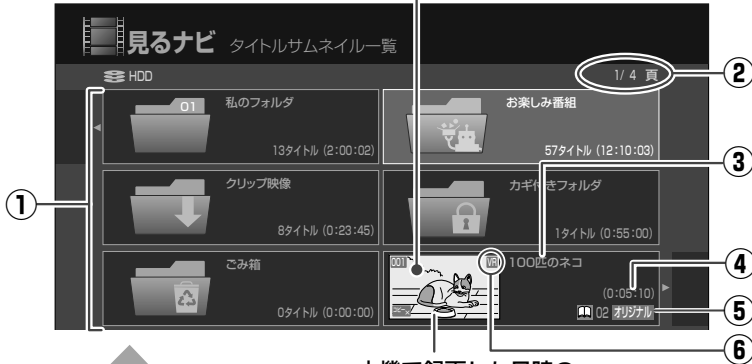 見るナビ タイトルサムネイル一覧
HDD 1/ 4 頁
②
01 私のフォルダ
13タイトル (2:00:02)
お楽しみ番組
57タイトル (12:10:03)
③
①
クリップ映像
8タイトル (0:23:45)
カギ付きフォルダ
1タイトル (0:55:00)
ごみ箱
0タイトル (0:00:00)
001 VR 100匹のネコ
(0:05:10)
④
02 オリジナル
⑤
⑥